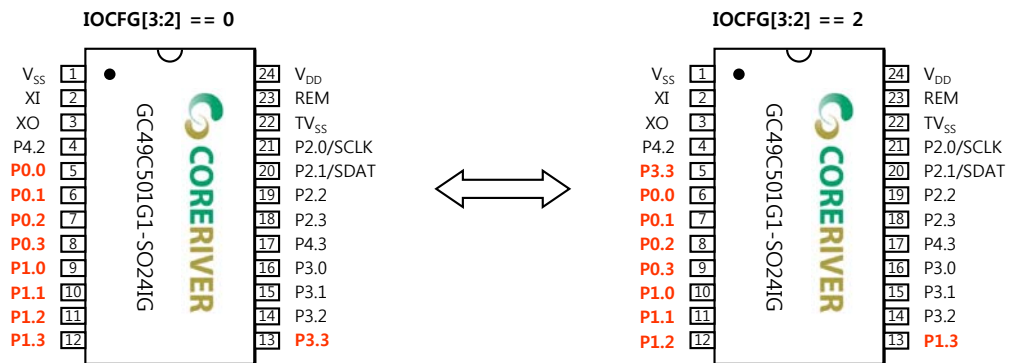 IOCFG[3:2] == 0
VSS 1 24 VDD
XI 2 23 REM
XO 3 22 TVSS
P4.2 4 21 P2.0/SCLK
P0.0 5 20 P2.1/SDAT
P0.1 6 19 P2.2
P0.2 7 18 P2.3
P0.3 8 17 P4.3
P1.0 9 16 P3.0
P1.1 10 15 P3.1
P1.2 11 14 P3.2
P1.3 12 13 P3.3
GC49C501G1-SO24IG
CORERIVER
IOCFG[3:2] == 2
VSS 1 24 VDD
XI 2 23 REM
XO 3 22 TVSS
P4.2 4 21 P2.0/SCLK
P3.3 5 20 P2.1/SDAT
P0.0 6 19 P2.2
P0.1 7 18 P2.3
P0.2 8 17 P4.3
P0.3 9 16 P3.0
P1.0 10 15 P3.1
P1.1 11 14 P3.2
P1.2 12 13 P1.3
GC49C501G1-SO24IG
CORERIVER